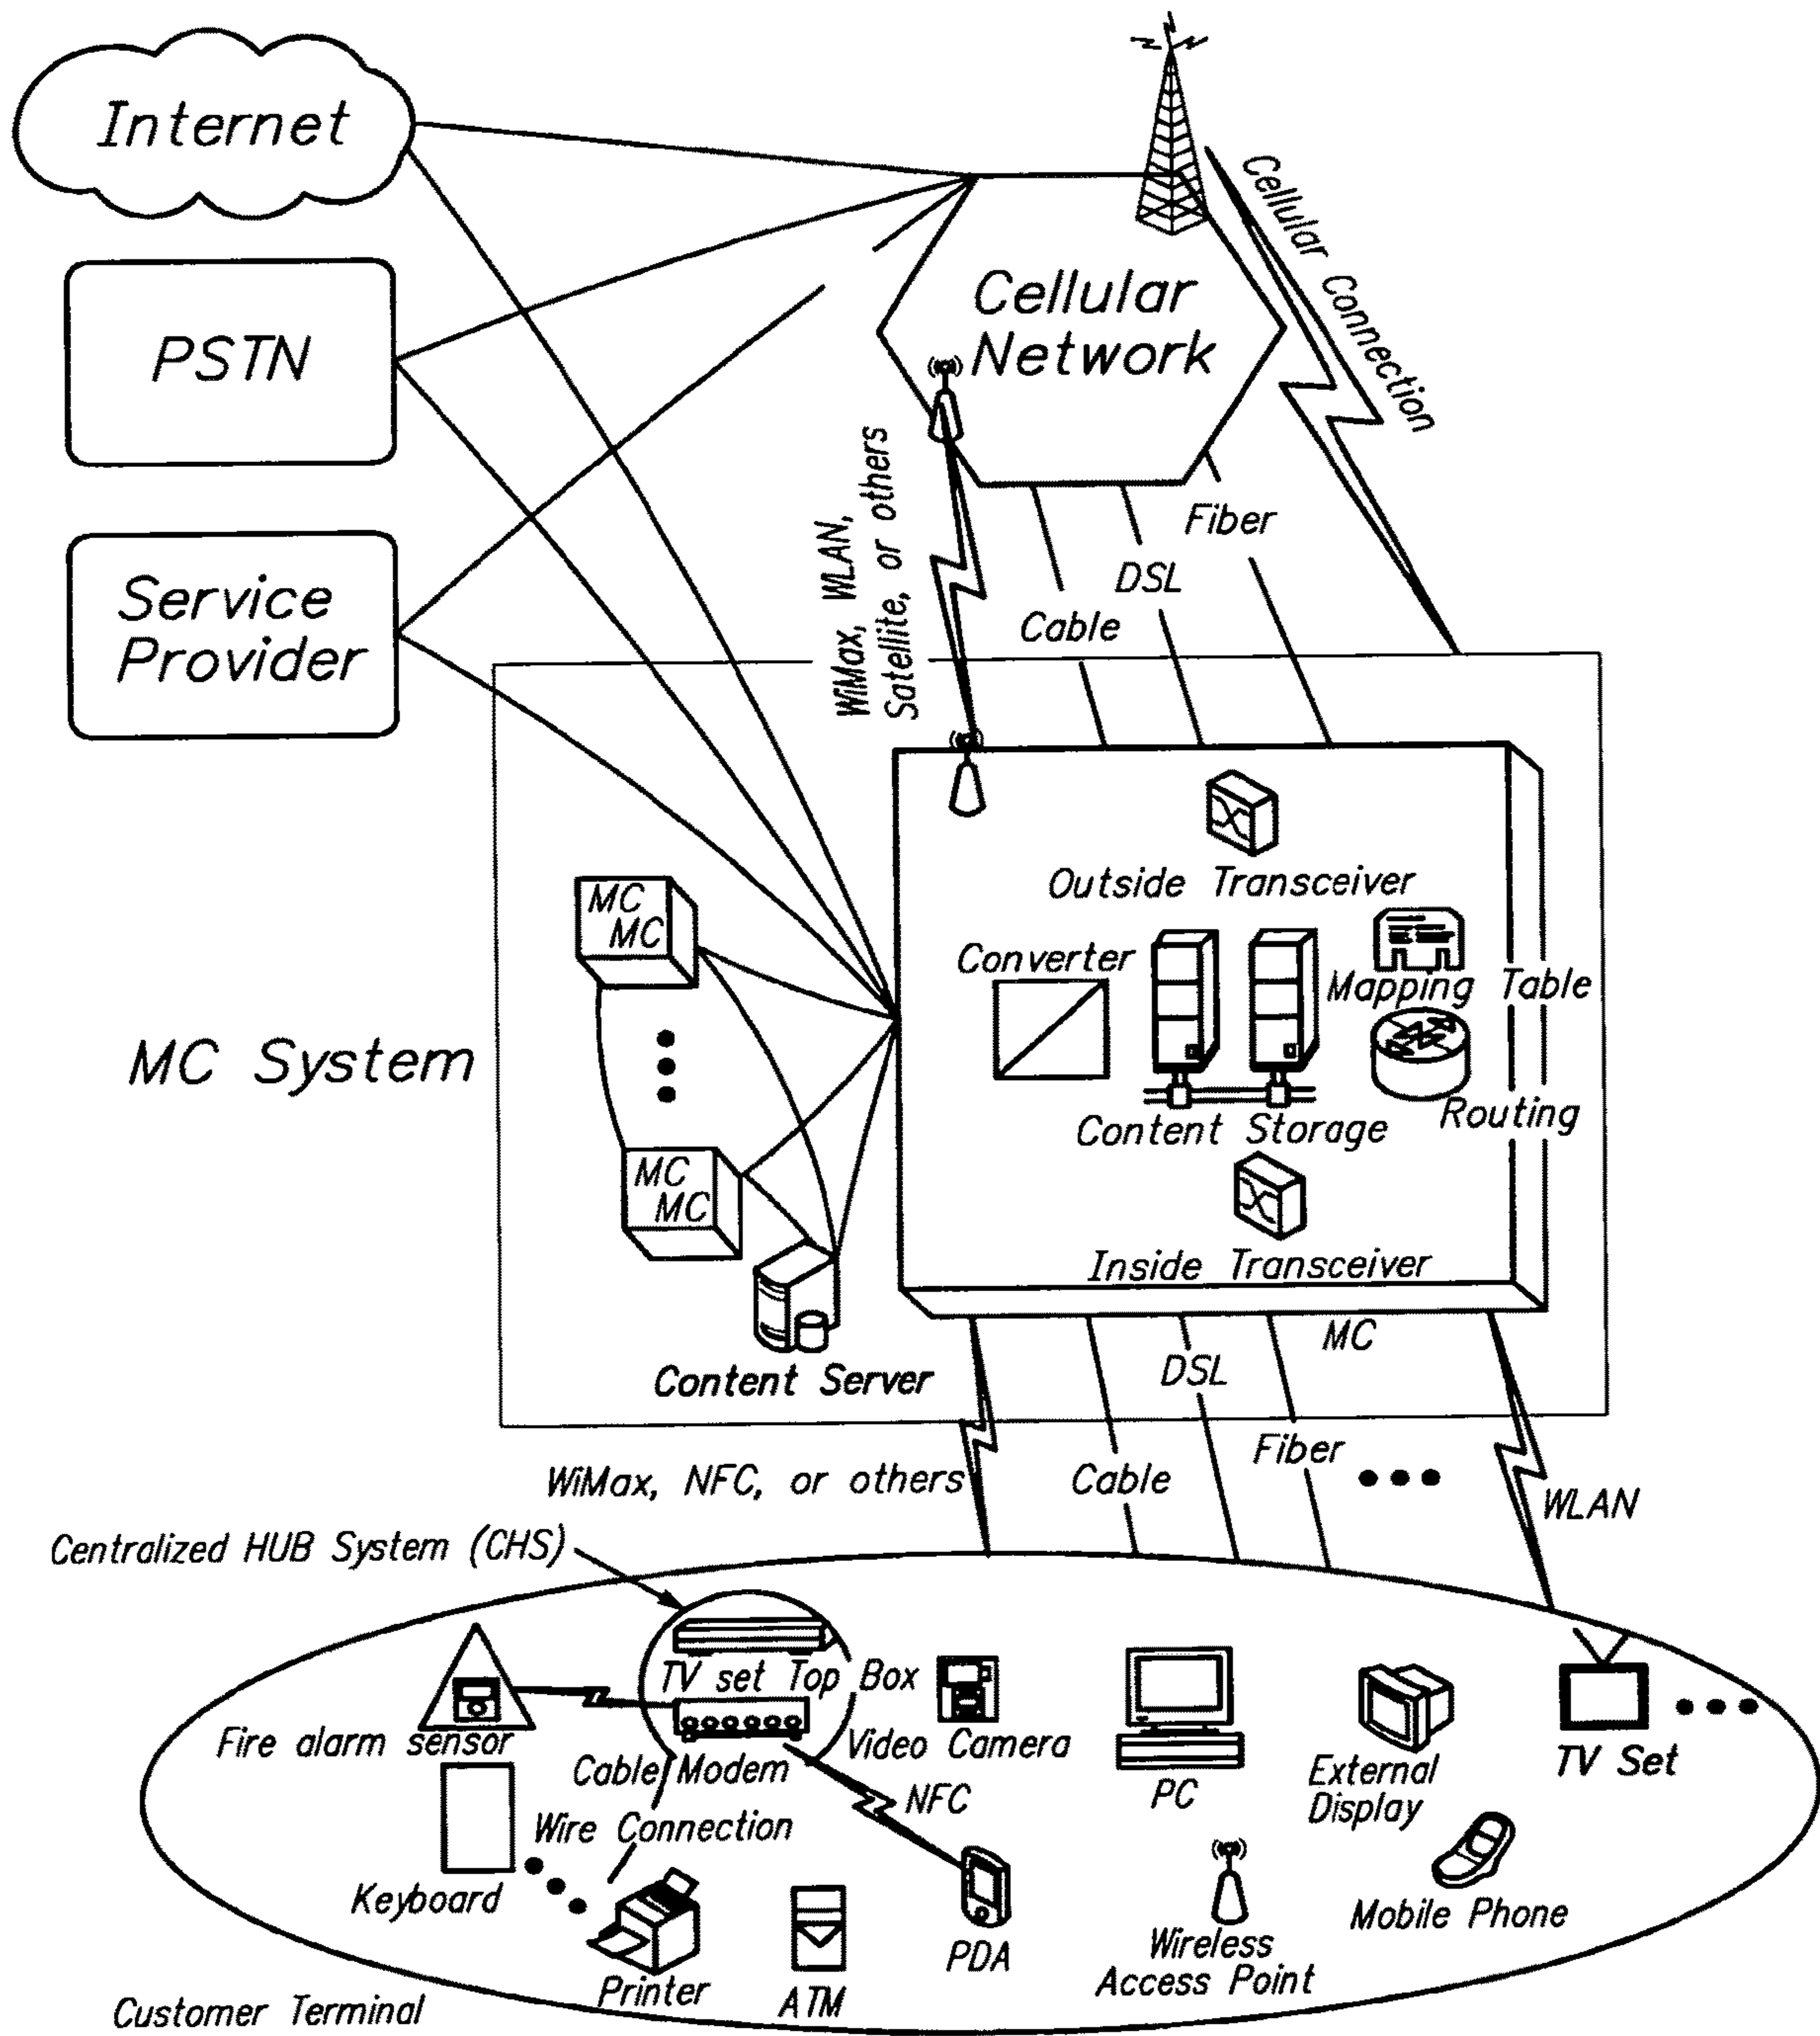 Internet
Cellular Connection
PSTN
Cellular
Network
Service
Provider
WiMax, WLAN,
Satellite, or others
Fiber
DSL
Cable
Outside Transceiver
MC
MC
Converter
Mapping Table
MC System
Content Storage
Routing
MC
MC
Inside Transceiver
MC
Content Server
DSL
Fiber
WiMax, NFC, or others
Cable
WLAN
Centralized HUB System (CHS)
TV set Top Box
Fire alarm sensor
Cable Modem
Video Camera
PC
External
Display
TV Set
NFC
Wire Connection
Keyboard
Printer
ATM
PDA
Wireless
Access Point
Mobile Phone
Customer Terminal